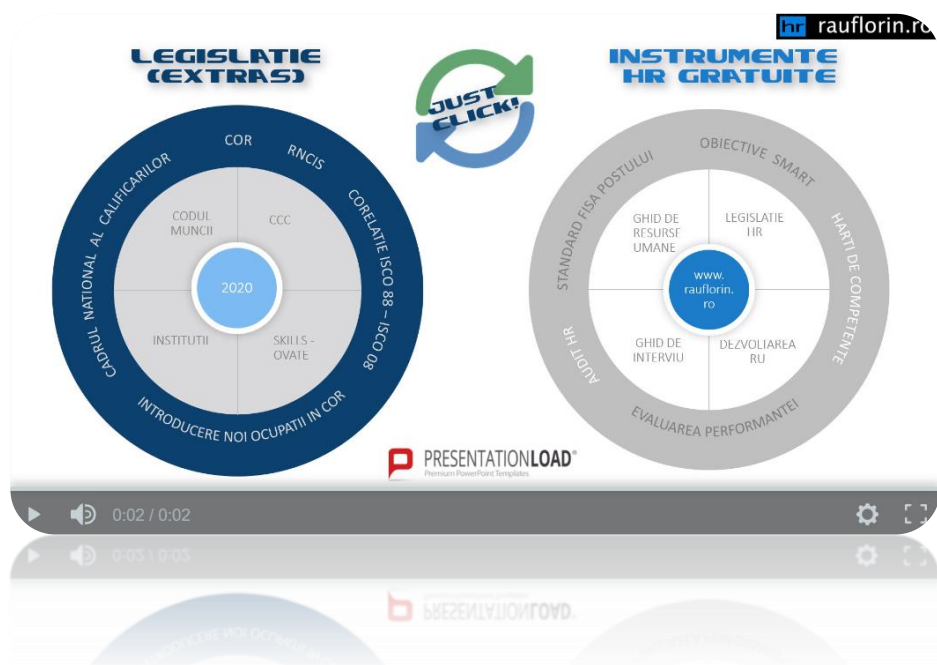 hr rauflorin.ro
LEGISLATIE
(EXTRAS)
JUST
CLICK!
INSTRUMENTE
HR GRATUITE
CADRUL NATIONAL AL CALIFICARILOR
COR
RNCIS
CORELATIE ISCO 88 – ISCO 08
INTRODUCERE NOI OCUPATII IN COR
CODUL
MUNCII
CCC
2020
INSTITUTII
SKILLS -
OVATE
STANDARD FISA POSTULUI
OBIECTIVE SMART
HARTI DE COMPETENTE
EVALUAREA PERFORMANTEI
AUDIT HR
GHID DE
RESURSE
UMANE
LEGISLATIE
HR
www.
rauflorin.
ro
GHID DE
INTERVIU
DEZVOLTAREA
RU
PRESENTATIONLOAD®
Premium PowerPoint Templates
0:02 / 0:02